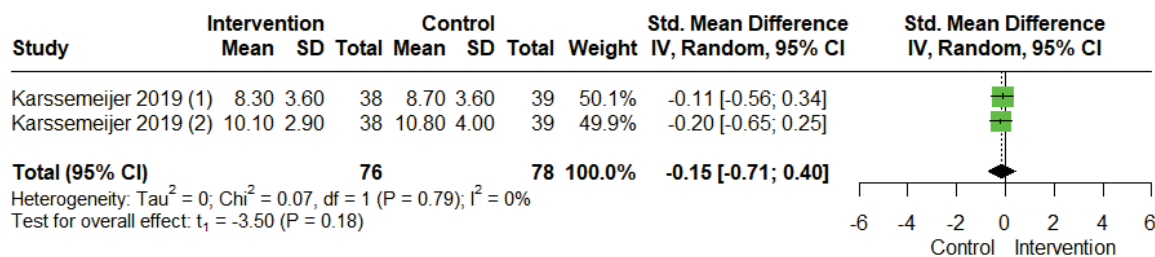 Intervention Control Std. Mean Difference Std. Mean Difference
Study Mean SD Total Mean SD Total Weight IV, Random, 95% CI IV, Random, 95% CI
Karssemeijer 2019 (1) 8.30 3.60 38 8.70 3.60 39 50.1% -0.11 [-0.56; 0.34]
Karssemeijer 2019 (2) 10.10 2.90 38 10.80 4.00 39 49.9% -0.20 [-0.65; 0.25]
Total (95% CI) 76 78 100.0% -0.15 [-0.71; 0.40]
Heterogeneity: Tau² = 0; Chi² = 0.07, df = 1 (P = 0.79); I² = 0%
Test for overall effect: t₁ = -3.50 (P = 0.18)
-6 -4 -2 0 2 4 6
Control Intervention